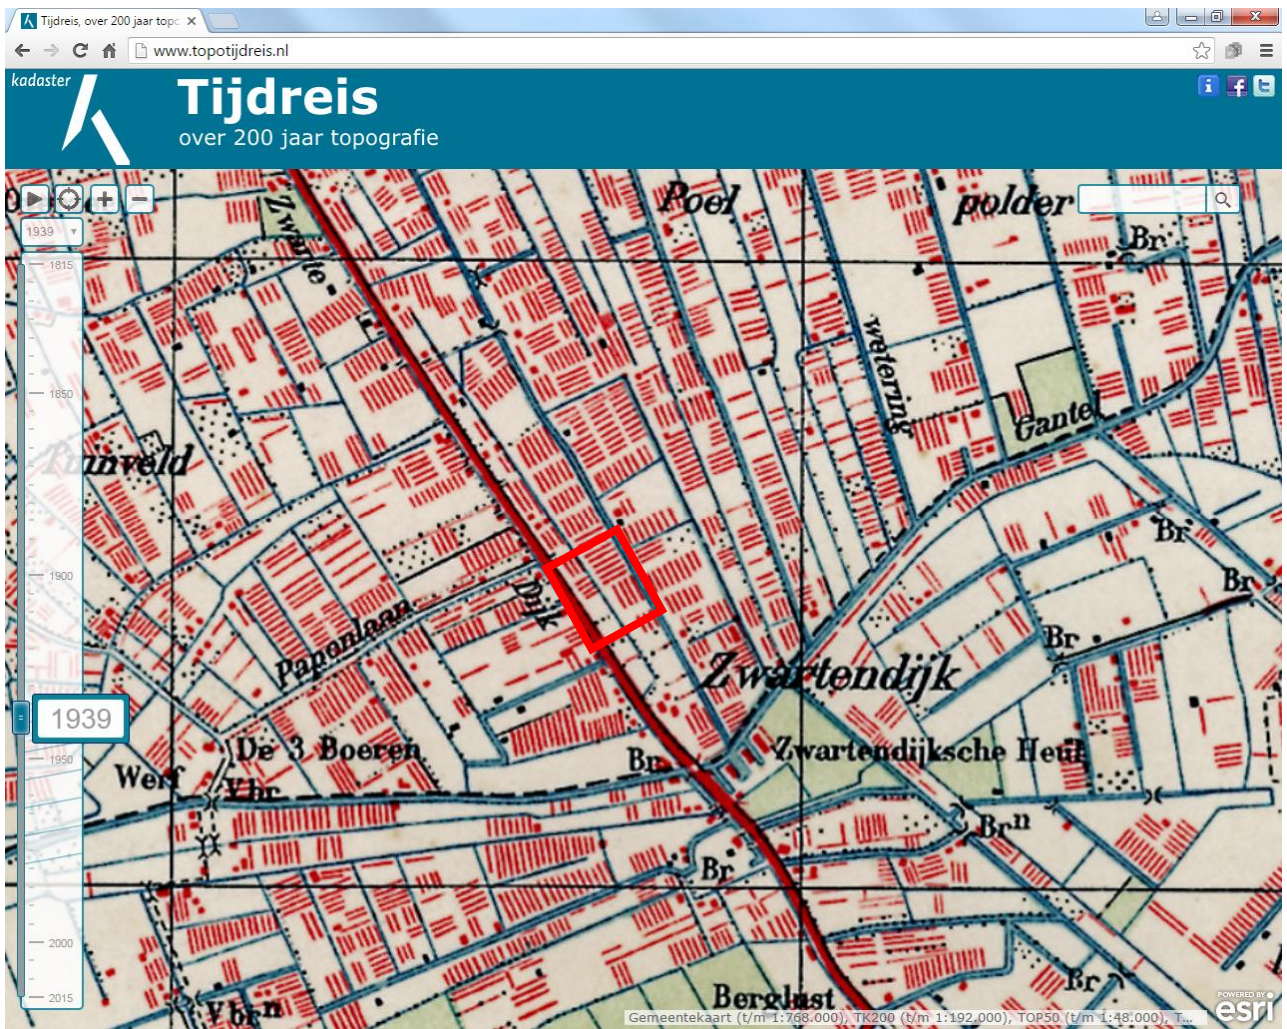 Tijdreis, over 200 jaar topo
www.topotijdreis.nl
kadaster
Tijdreis
over 200 jaar topografie
Zwarte
Poel
polder
Br.
1939
1815
wetering
1850
Gantel
Tuinveld
Br.
1900
Dijk
Br.
Paponlaan
Br.
Zwartendijk
1939
De 3 Boeren
Br.
Zwartendijksche Heul
1950
Werf
Vbr.
Brn
Br.
2000
Br.
2015
Vbrn
Berglust
POWERED BY
esri
Gemeentekaart (t/m 1:768.000), TK200 (t/m 1:192.000), TOP50 (t/m 1:48.000), T...